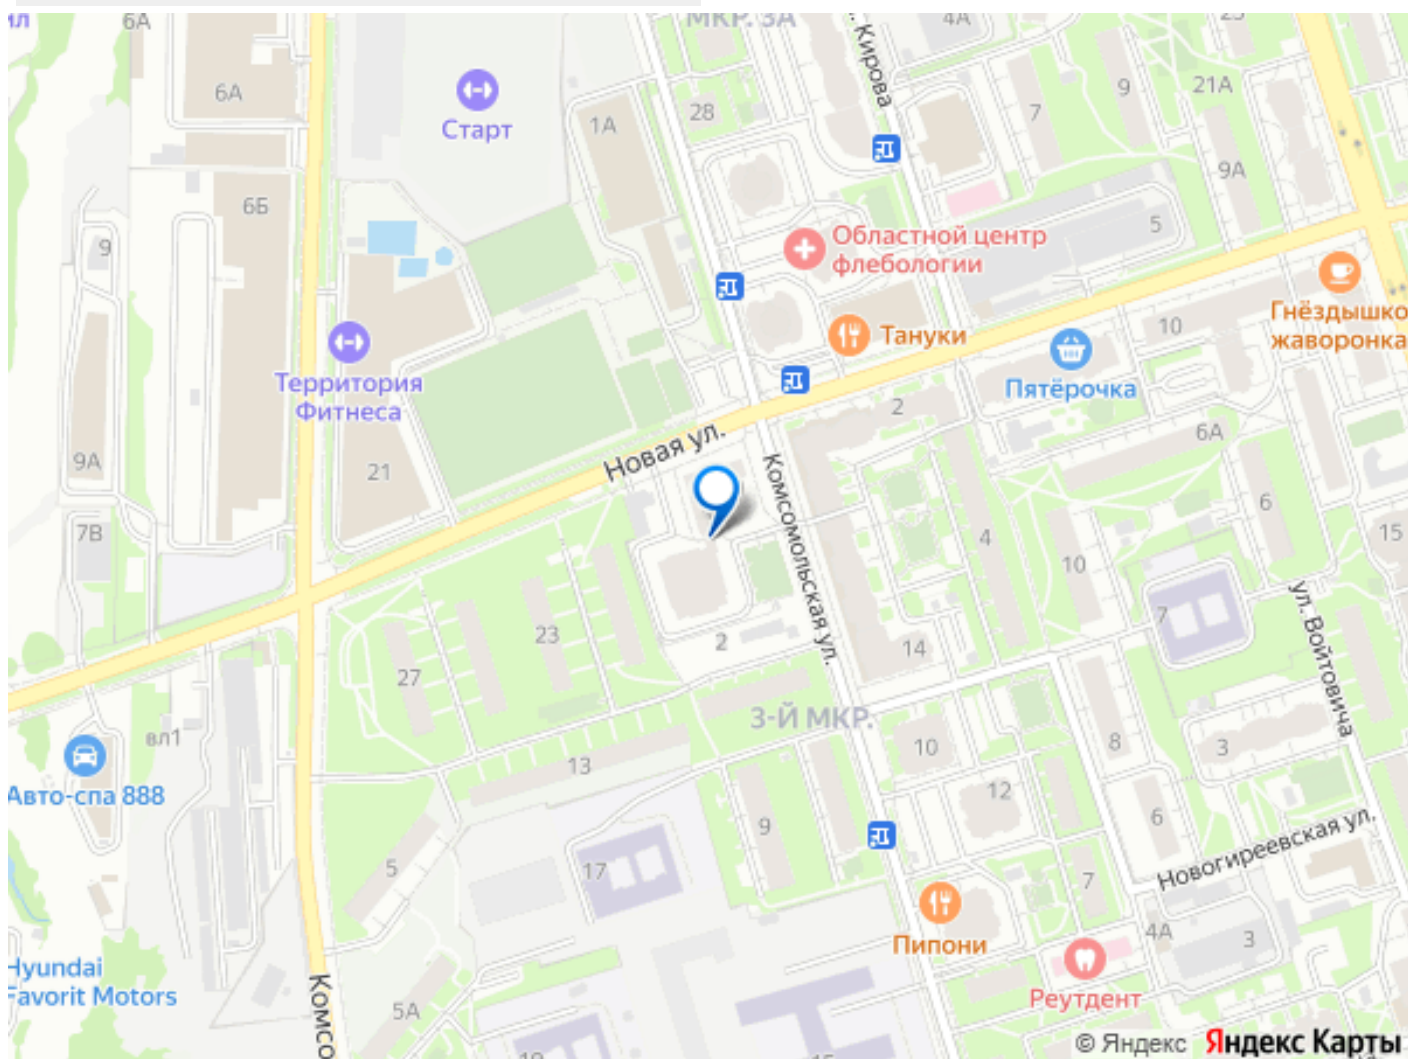 МКР. 3А
6А
4А
ул. Кирова
6А
Старт
1А
28
7
9
21А
9А
6Б
9
5
Областной центр
флебологии
Гнёздышко
жаворонка
Тануки
10
Территория
Фитнеса
Пятёрочка
2
6А
Новая ул.
9А
21
Комсомольская ул.
6
7В
4
10
15
7
23
2
14
27
ул. Войтовича
3-Й МКР.
вл1
10
8
3
13
Авто-спа 888
12
9
6
Новогиреевская ул.
5
17
7
Пипони
4А
3
Hyundai
Favorit Motors
Реутдент
5А
Комсо
© Яндекс Яндекс Карты